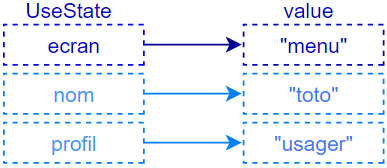 UseState value
ecran "menu"
nom "toto"
profil "usager"